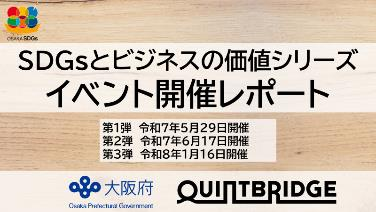 OSAKA SDGs
SDGsとビジネスの価値シリーズ
イベント開催レポート
第1弾 令和7年5月29日開催
第2弾 令和7年6月17日開催
第3弾 令和8年1月16日開催
大阪府
Osaka Prefectural Government
QUINTBRIDGE